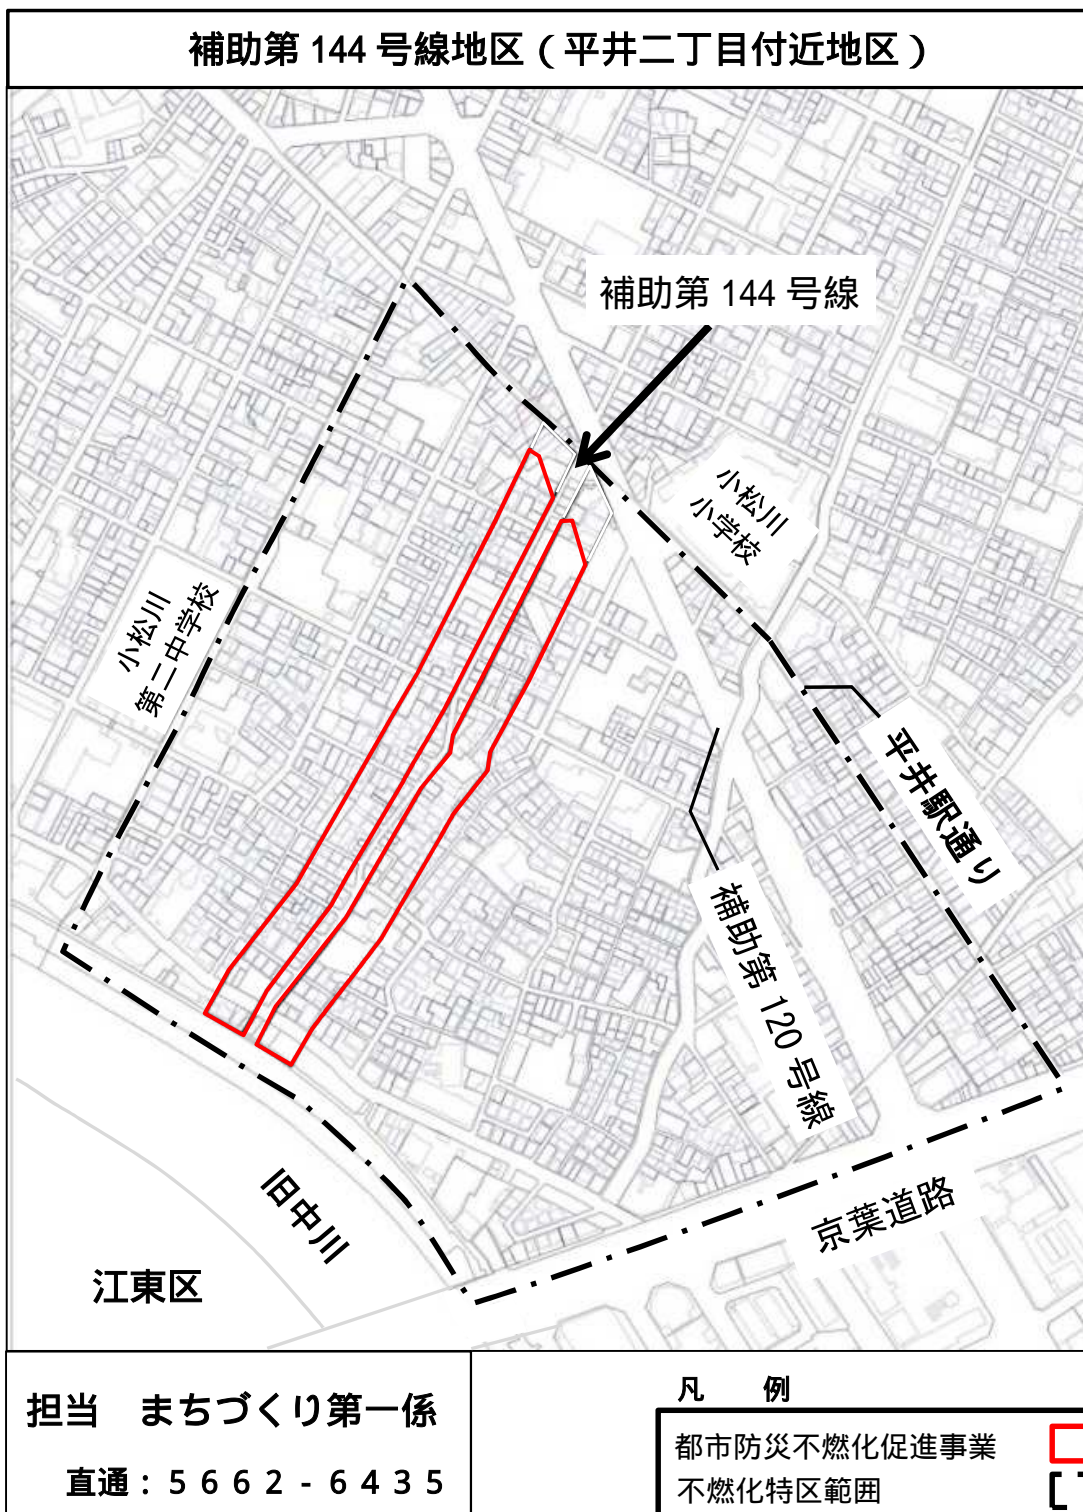 補助第 144 号線地区（平井二丁目付近地区）
補助第 144 号線
小松川
小学校
小松川
第二中学校
平井駅通り
補助第 120 号線
京葉道路
旧中川
江東区
担当　まちづくり第一係
直通：５６６２‐６４３５
凡　例
都市防災不燃化促進事業
不燃化特区範囲